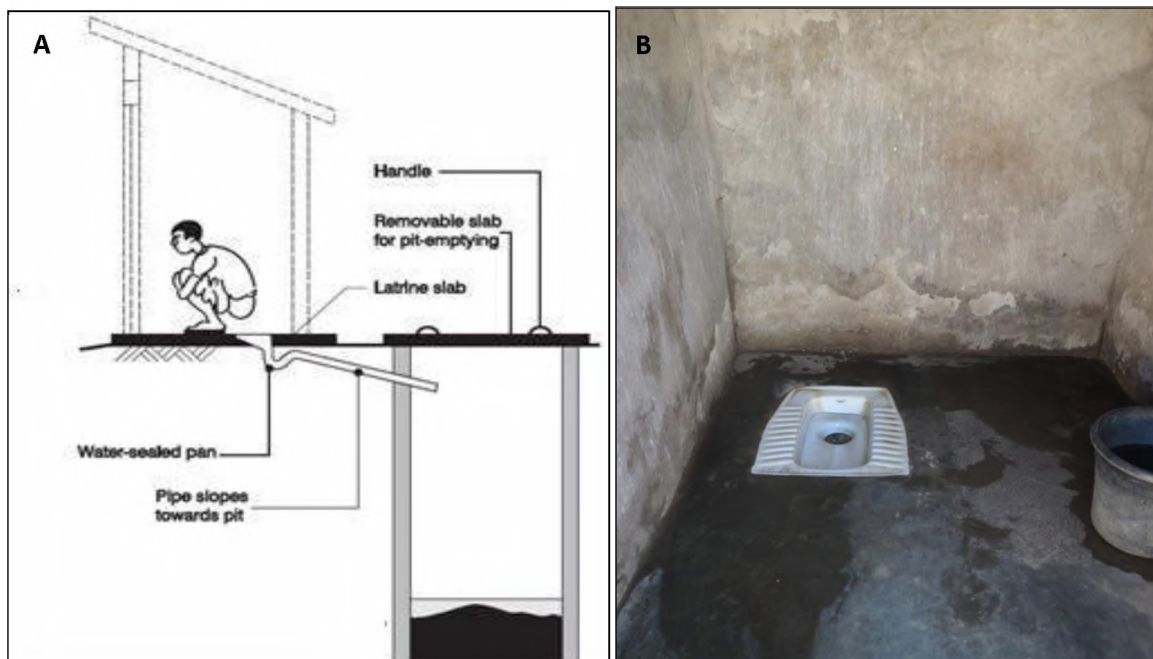 A
B
Handle
Removable slab
for pit-emptying
Latrine slab
Water-sealed pan
Pipe slopes
towards pit